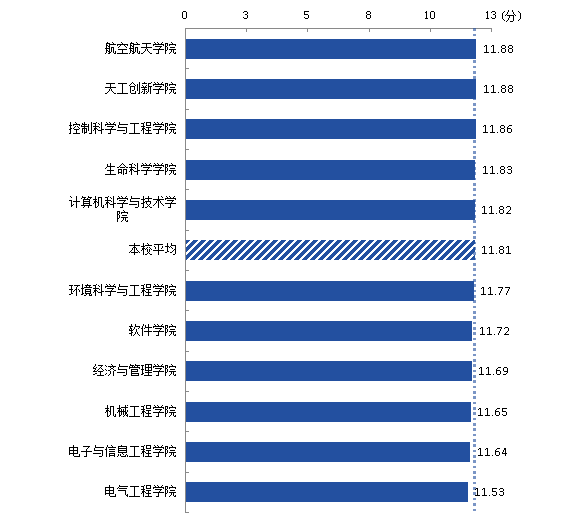 0 3 5 8 10 13 (分)
航空航天学院 11.88
天工创新学院 11.88
控制科学与工程学院 11.86
生命科学学院 11.83
计算机科学与技术学
院 11.82
本校平均 11.81
环境科学与工程学院 11.77
软件学院 11.72
经济与管理学院 11.69
机械工程学院 11.65
电子与信息工程学院 11.64
电气工程学院 11.53